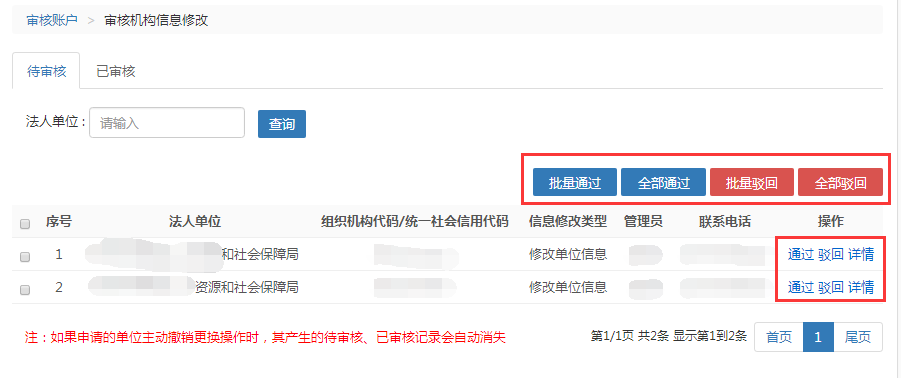 审核账户 > 审核机构信息修改
待审核 已审核
法人单位 : 请输入 查询
批量通过 全部通过 批量驳回 全部驳回
序号 法人单位 组织机构代码/统一社会信用代码 信息修改类型 管理员 联系电话 操作
1 和社会保障局 修改单位信息 通过 驳回 详情
2 资源和社会保障局 修改单位信息 通过 驳回 详情
注：如果申请的单位主动撤销更换操作时，其产生的待审核、已审核记录会自动消失
第1/1页 共2条 显示第1到2条 首页 1 尾页